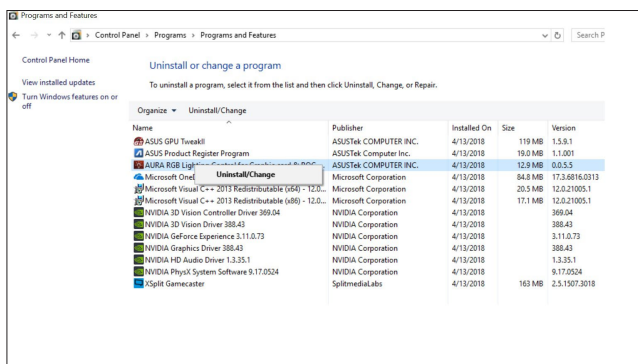 Programs and Features
Control Panel > Programs > Programs and Features
Search P
Control Panel Home
View installed updates
Turn Windows features on or off
Uninstall or change a program
To uninstall a program, select it from the list and then click Uninstall, Change, or Repair.
Organize Uninstall/Change
Name Publisher Installed On Size Version
ASUS GPU TweakII ASUSTek COMPUTER INC. 4/13/2018 119 MB 1.5.9.1
ASUS Product Register Program ASUSTek Computer Inc. 4/13/2018 19.0 MB 1.1.001
AURA RGB Lighting Control for Graphic card & ROG ASUSTek COMPUTER INC. 4/13/2018 12.9 MB 0.0.5.5
Uninstall/Change
Microsoft One Microsoft Corporation 4/13/2018 84.8 MB 17.3.6816.0313
Microsoft Visual C++ 2013 Redistributable (x64) - 12.0... Microsoft Corporation 4/13/2018 20.5 MB 12.0.21005.1
Microsoft Visual C++ 2013 Redistributable (x86) - 12.0... Microsoft Corporation 4/13/2018 17.1 MB 12.0.21005.1
NVIDIA 3D Vision Controller Driver 369.04 NVIDIA Corporation 4/13/2018 369.04
NVIDIA 3D Vision Driver 388.43 NVIDIA Corporation 4/13/2018 388.43
NVIDIA GeForce Experience 3.11.0.73 NVIDIA Corporation 4/13/2018 3.11.0.73
NVIDIA Graphics Driver 388.43 NVIDIA Corporation 4/13/2018 388.43
NVIDIA HD Audio Driver 1.3.35.1 NVIDIA Corporation 4/13/2018 1.3.35.1
NVIDIA PhysX System Software 9.17.0524 NVIDIA Corporation 4/13/2018 9.17.0524
XSplit Gamecaster SplitmediaLabs 4/13/2018 163 MB 2.5.1507.3018